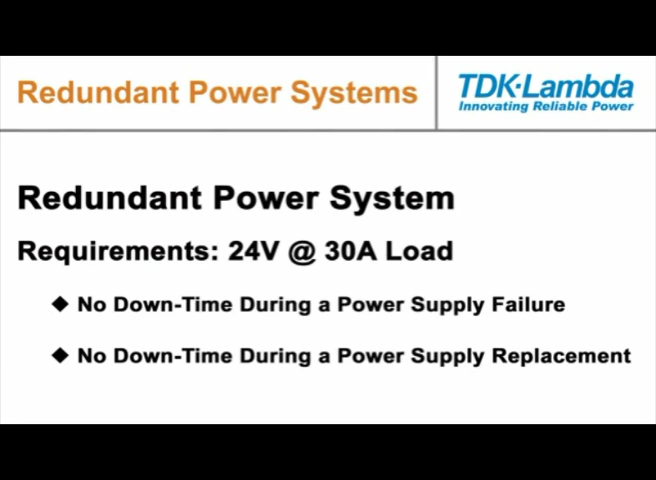 Redundant Power Systems
TDK·Lambda
Innovating Reliable Power
Redundant Power System
Requirements: 24V @ 30A Load
◆ No Down-Time During a Power Supply Failure
◆ No Down-Time During a Power Supply Replacement